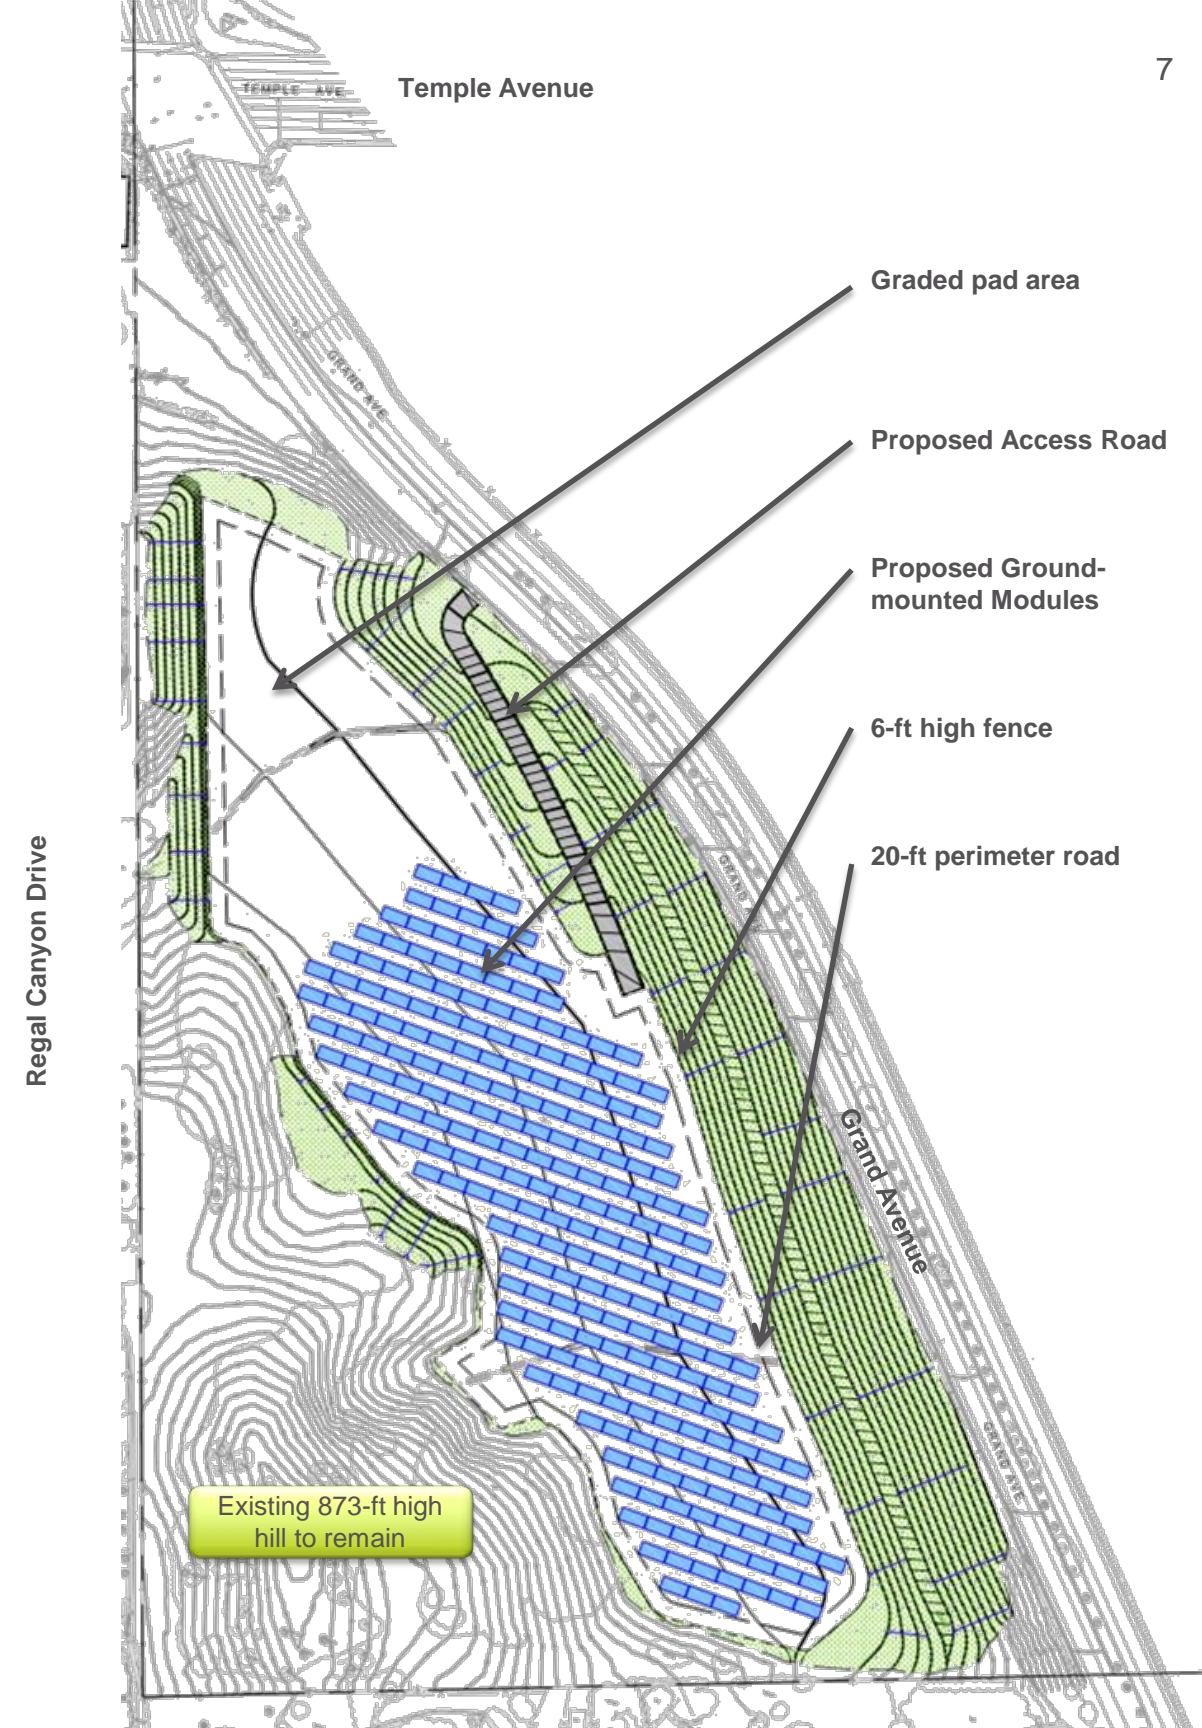 7
Temple Avenue
TEMPLE AVE
Graded pad area
GRAND AVE
Proposed Access Road
Proposed Ground-
mounted Modules
6-ft high fence
20-ft perimeter road
GRAND
Regal Canyon Drive
Grand Avenue
GRAND AVE
Existing 873-ft high
hill to remain